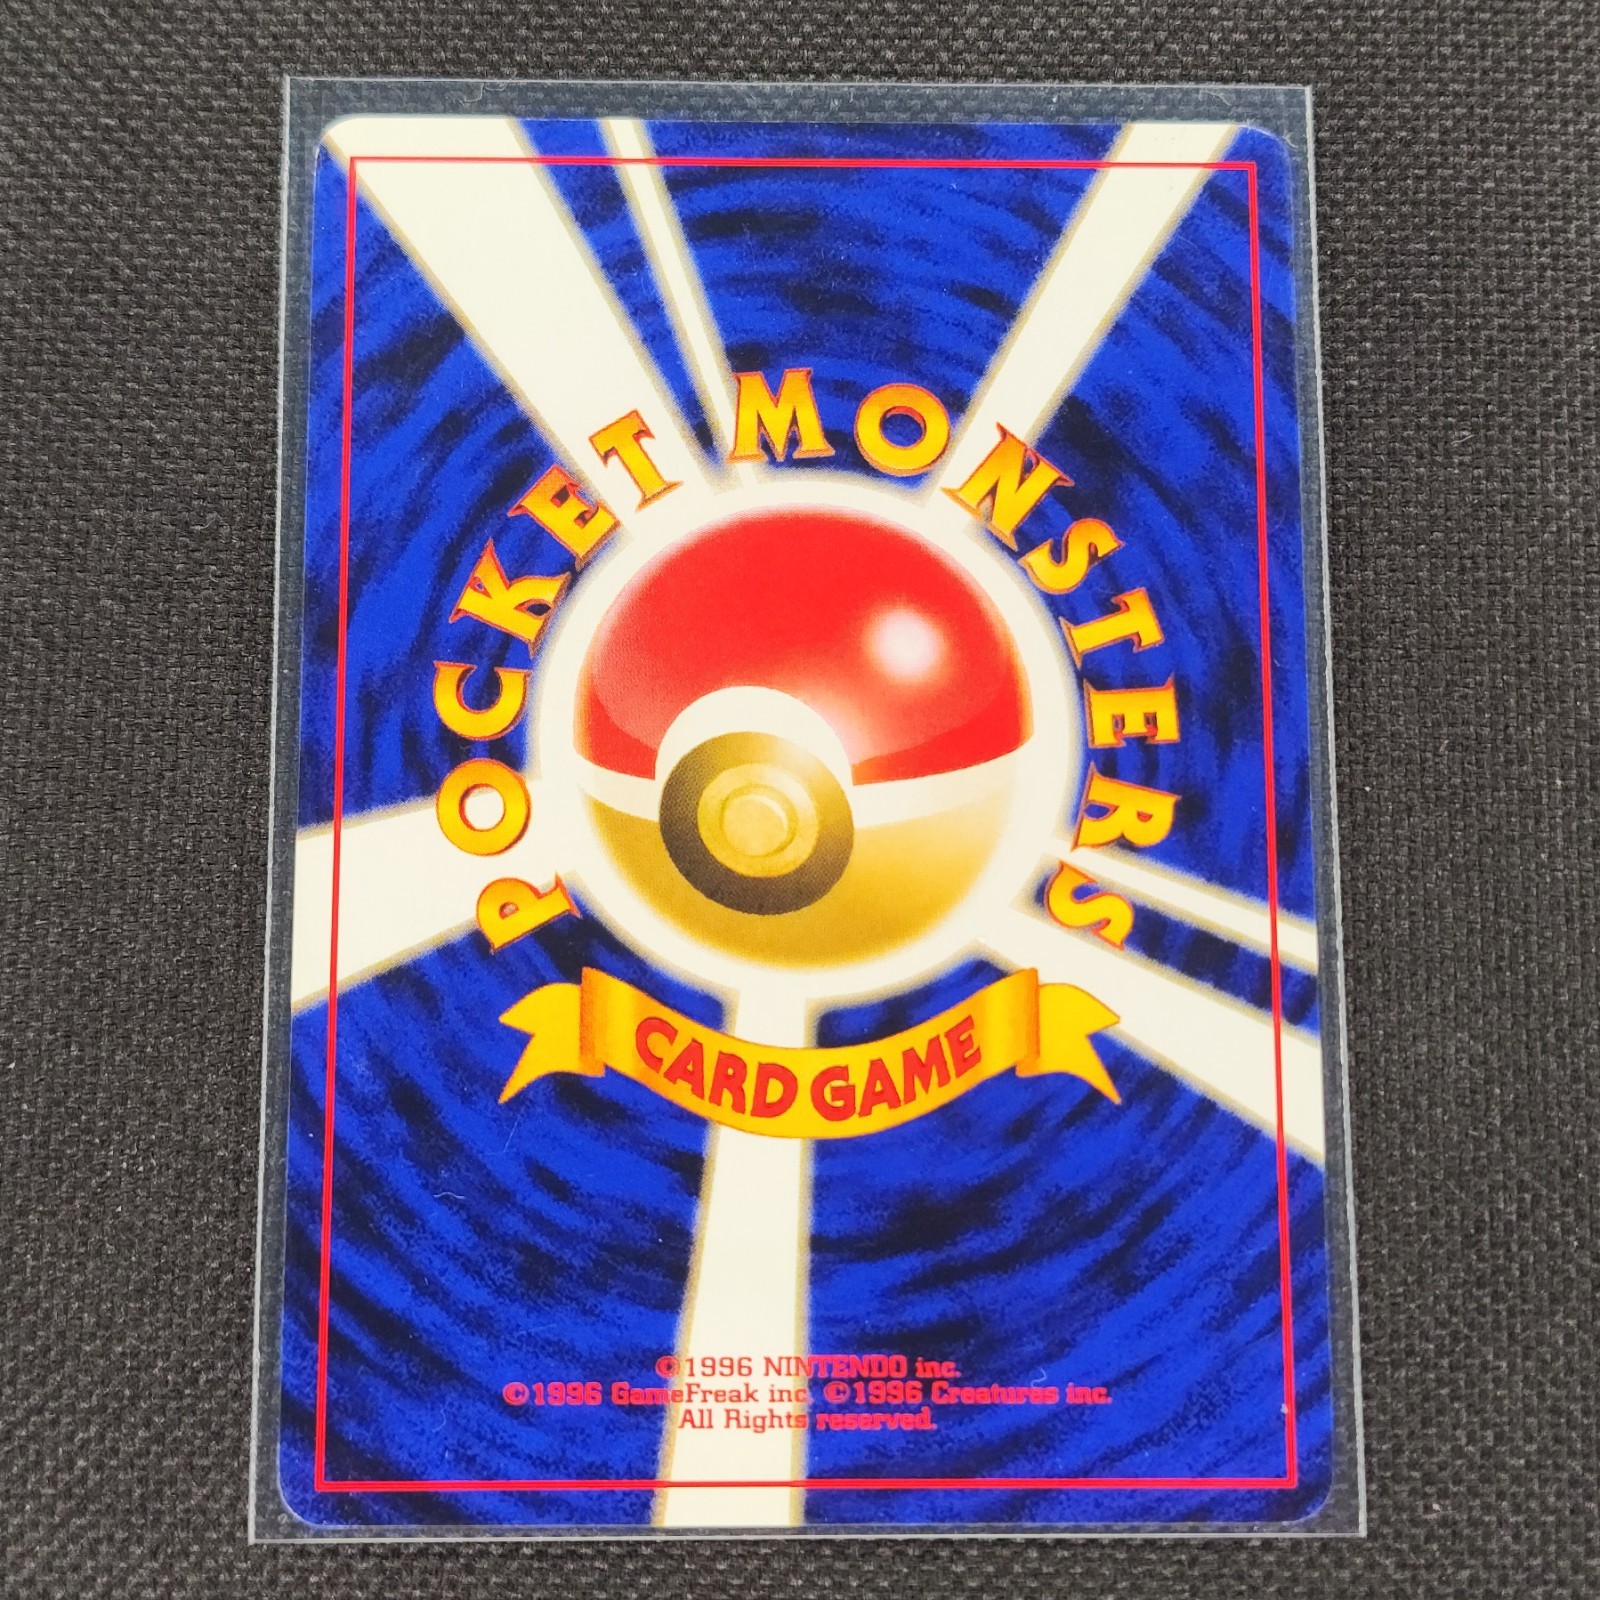 POCKET MONSTERS
CARD GAME
©1996 NINTENDO inc.
©1996 GameFreak inc. ©1996 Creatures inc.
All Rights reserved.